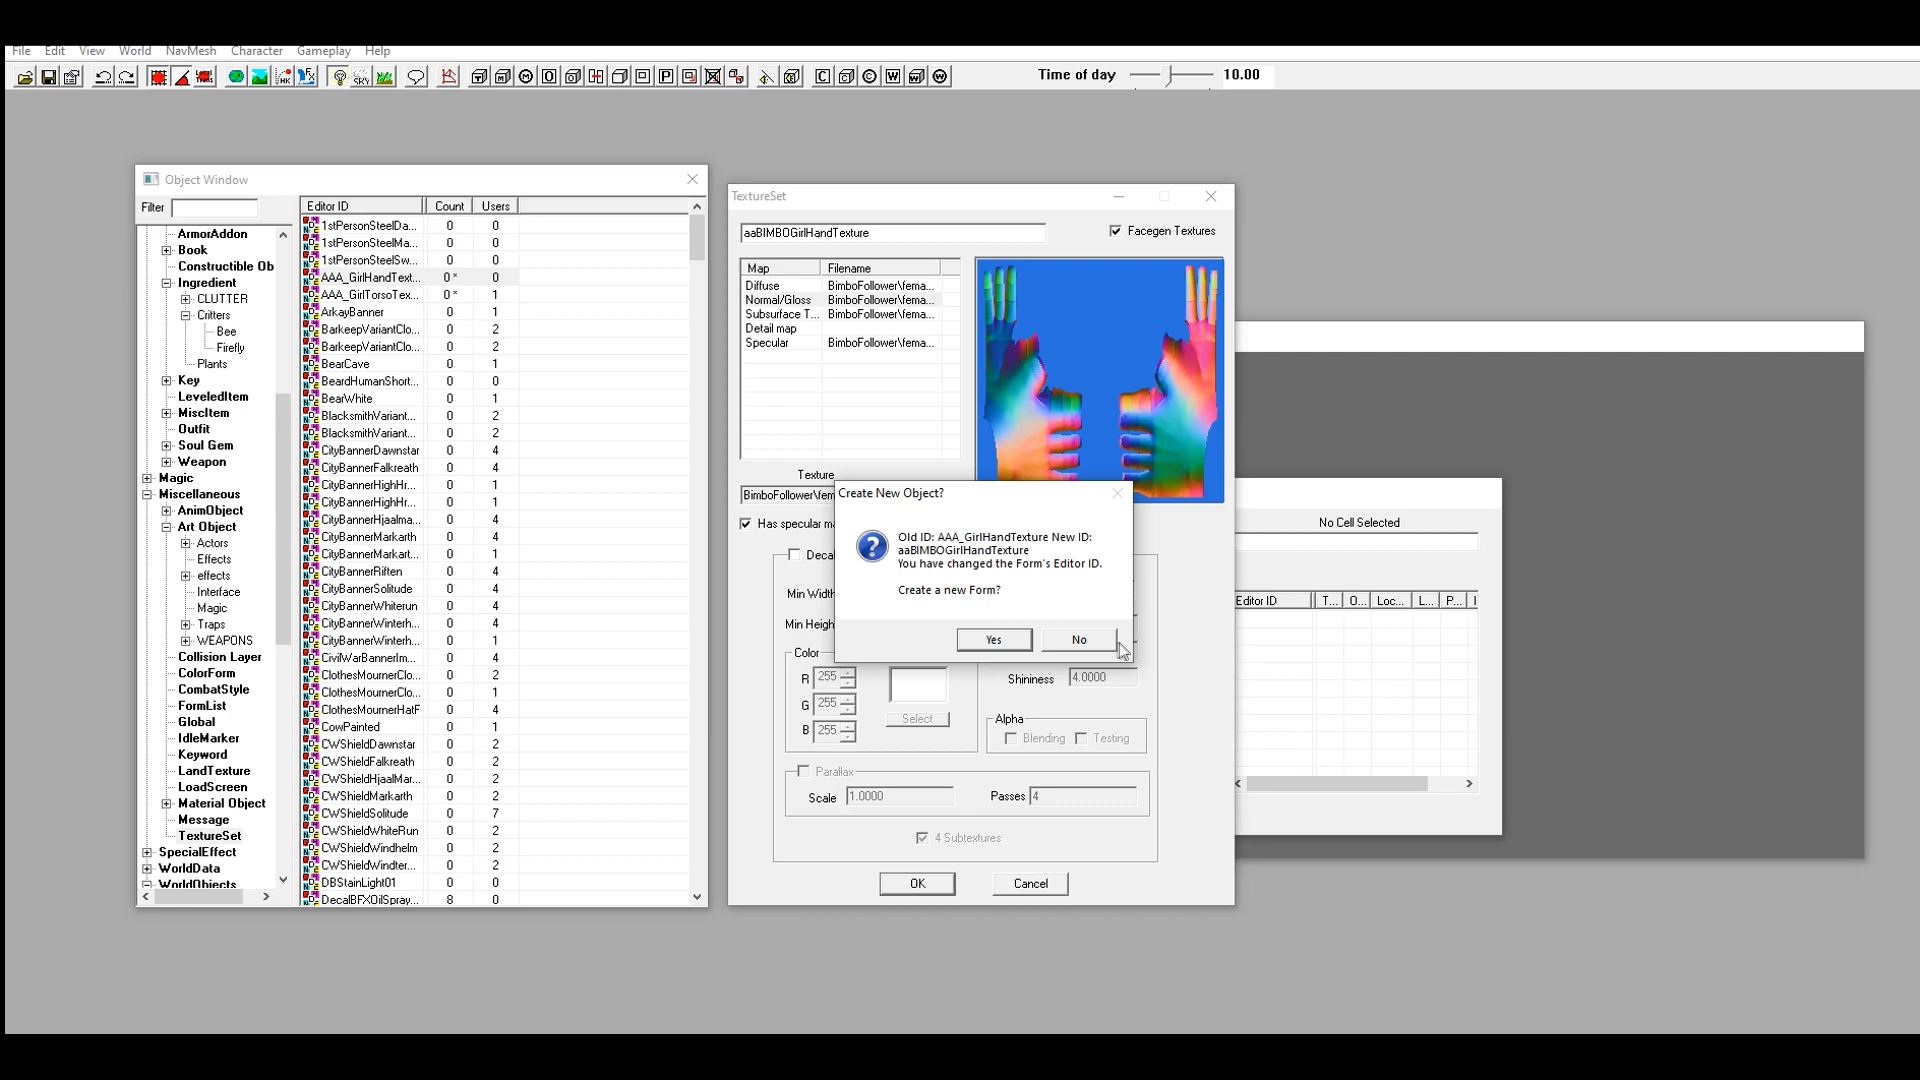 File Edit View World NavMesh Character Gameplay Help
Time of day 10.00
Object Window
Filter
ArmorAddon
Book
Constructible Ob
Ingredient
CLUTTER
Critters
Bee
Firefly
Plants
Key
LeveledItem
MiscItem
Outfit
Soul Gem
Weapon
Magic
Miscellaneous
AnimObject
Art Object
Actors
Effects
effects
Interface
Magic
Traps
WEAPONS
Collision Layer
ColorForm
CombatStyle
FormList
Global
IdleMarker
Keyword
LandTexture
LoadScreen
Material Object
Message
TextureSet
SpecialEffect
WorldData
WorldObjects
Editor ID Count Users
1stPersonSteelDa... 0 0
1stPersonSteelMa... 0 0
1stPersonSteelSw... 0 0
AAA_GirlHandText... 0 * 0
AAA_GirlTorsoTex... 0 * 1
ArkayBanner 0 1
BarkeepVariantClo... 0 2
BarkeepVariantClo... 0 2
BearCave 0 1
BeardHumanShort... 0 0
BearWhite 0 1
BlacksmithVariant... 0 2
BlacksmithVariant... 0 2
CityBannerDawnstar 0 4
CityBannerFalkreath 0 4
CityBannerHighHr... 0 1
CityBannerHighHr... 0 1
CityBannerHjaalma... 0 4
CityBannerMarkarth 0 4
CityBannerMarkart... 0 1
CityBannerRiften 0 4
CityBannerSolitude 0 4
CityBannerWhiterun 0 4
CityBannerWinterh... 0 4
CityBannerWinterh... 0 1
CivilWarBannerIm... 0 4
ClothesMournerClo... 0 2
ClothesMournerClo... 0 1
ClothesMournerHatF 0 4
CowPainted 0 1
CWShieldDawnstar 0 2
CWShieldFalkreath 0 2
CWShieldHjaalMar... 0 2
CWShieldMarkarth 0 2
CWShieldSolitude 0 7
CWShieldWhiteRun 0 2
CWShieldWindhelm 0 2
CWShieldWindter... 0 2
DBStainLight01 0 0
DecalBFXOilSpray... 8 0
TextureSet
aaBIMBOGirlHandTexture
Facegen Textures
Map Filename
Diffuse BimboFollower\fema...
Normal/Gloss BimboFollower\fema...
Subsurface T... BimboFollower\fema...
Detail map
Specular BimboFollower\fema...
Texture
BimboFollower\fem
Has specular ma
Decal
Min Width
Min Heigh
Color
R 255
G 255
B 255
Select
Shininess 4.0000
Alpha
Blending Testing
Parallax
Scale 1.0000 Passes 4
4 Subtextures
OK Cancel
Create New Object?
Old ID: AAA_GirlHandTexture New ID:
aaBIMBOGirlHandTexture
You have changed the Form's Editor ID.
Create a new Form?
Yes No
No Cell Selected
Editor ID T... O... Loc... L... P...